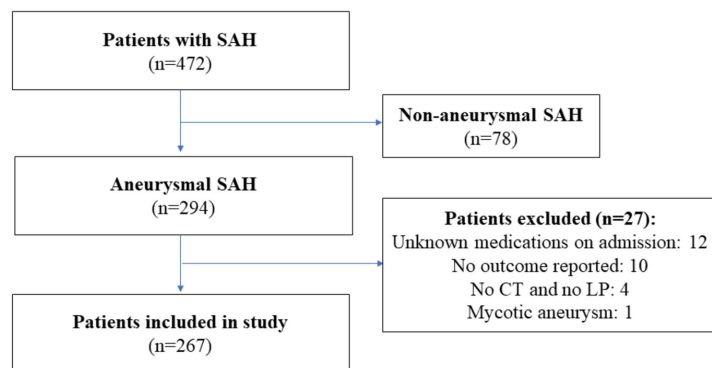 Patients with SAH
(n=472)
Non-aneurysmal SAH
(n=78)
Aneurysmal SAH
(n=294)
Patients excluded (n=27):
Unknown medications on admission: 12
No outcome reported: 10
No CT and no LP: 4
Mycotic aneurysm: 1
Patients included in study
(n=267)